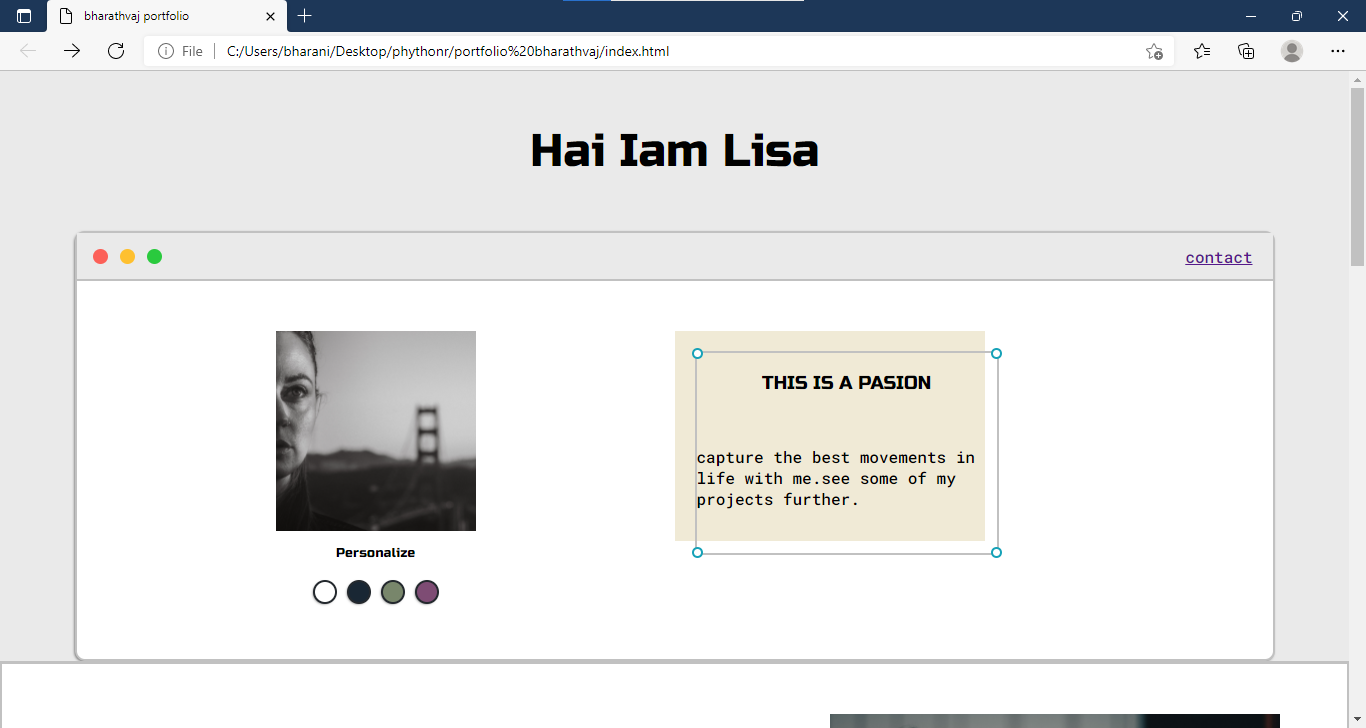 bharathvaj portfolio
File
C:/Users/bharani/Desktop/phythonr/portfolio%20bharathvaj/index.html
Hai Iam Lisa
contact
THIS IS A PASION
capture the best movements in
life with me.see some of my
projects further.
Personalize